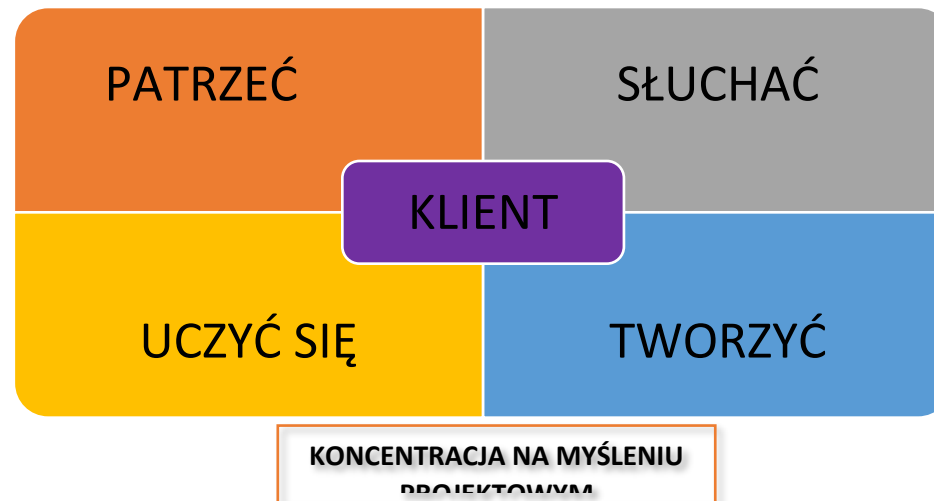 PATRZEĆ
SŁUCHAĆ
KLIENT
UCZYĆ SIĘ
TWORZYĆ
KONCENTRACJA NA MYŚLENIU
PROJEKTOWYM